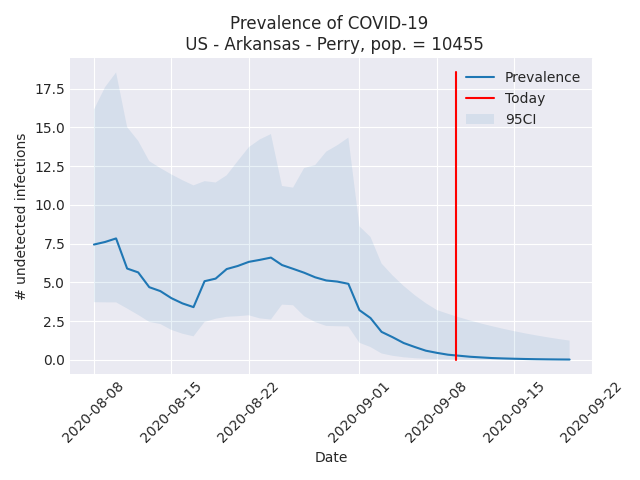 Prevalence of COVID-19
US - Arkansas - Perry, pop. = 10455
Prevalence
Today
95CI
17.5
15.0
12.5
10.0
7.5
5.0
2.5
0.0
# undetected infections
2020-08-08
2020-08-15
2020-08-22
2020-09-01
2020-09-08
2020-09-15
2020-09-22
Date